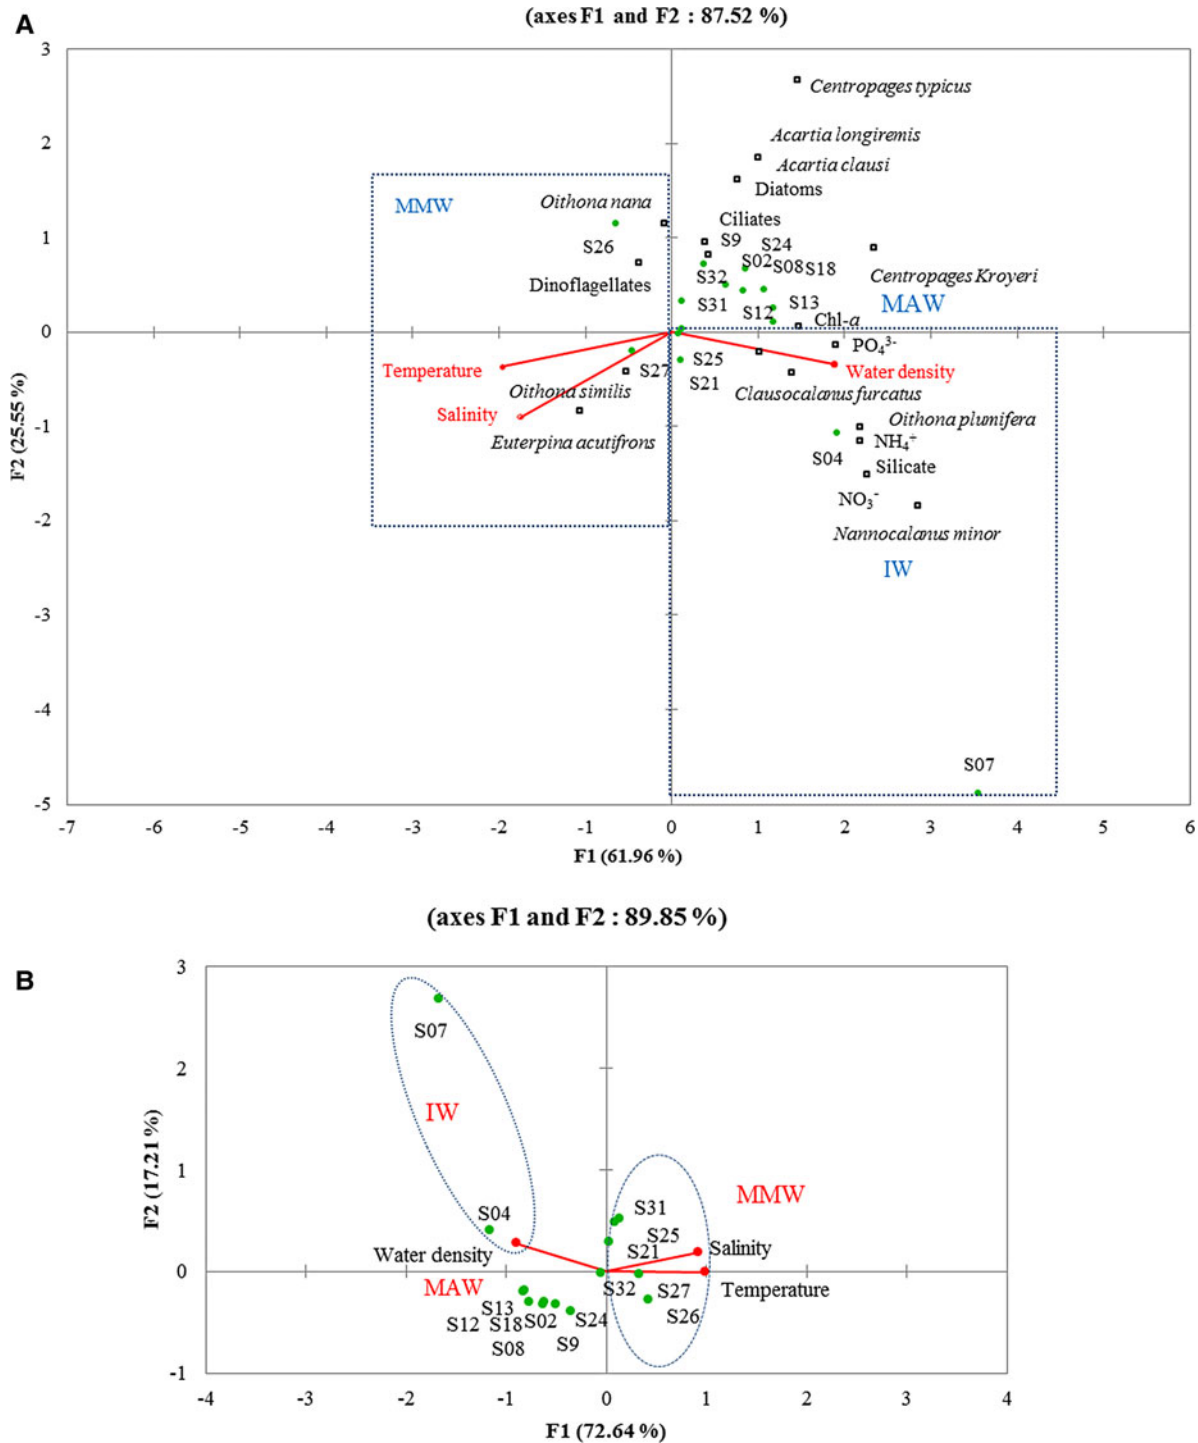 A
(axes F1 and F2 : 87.52 %)
3
2
1
0
-1
-2
-3
-4
-5
F2 (25.55 %)
Centropages typicus
Acartia longiremis
Acartia clausi
Diatoms
MMW
Oithona nana
Ciliates
S26
S9
S24
S02
S08
S18
Dinoflagellates
S32
Centropages Kroyeri
S31
S12
S13
MAW
Chl-a
PO₄³⁻
Temperature
S27
S25
Water density
S21
Oithona similis
Clausocalanus furcatus
Salinity
Oithona plumifera
Euterpina acutifrons
NH₄⁺
S04
Silicate
NO₃⁻
Nannocalanus minor
IW
S07
-7 -6 -5 -4 -3 -2 -1 0 1 2 3 4 5 6
F1 (61.96 %)
(axes F1 and F2 : 89.85 %)
B
3
2
1
0
-1
F2 (17.21 %)
S07
IW
MMW
S04
S31
S25
Water density
S21
Salinity
MAW
S32
S27
Temperature
S13
S12
S18
S02
S24
S26
S08
S9
-4 -3 -2 -1 0 1 2 3 4
F1 (72.64 %)